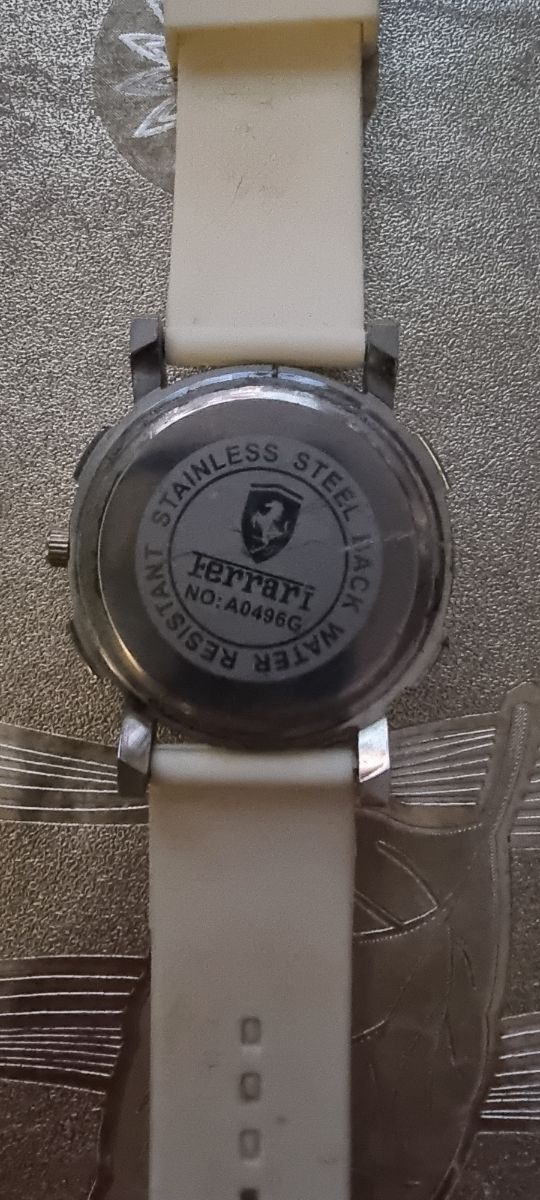 STAINLESS STEEL BACK WATER RESISTANT
Ferrari
NO:A0496G